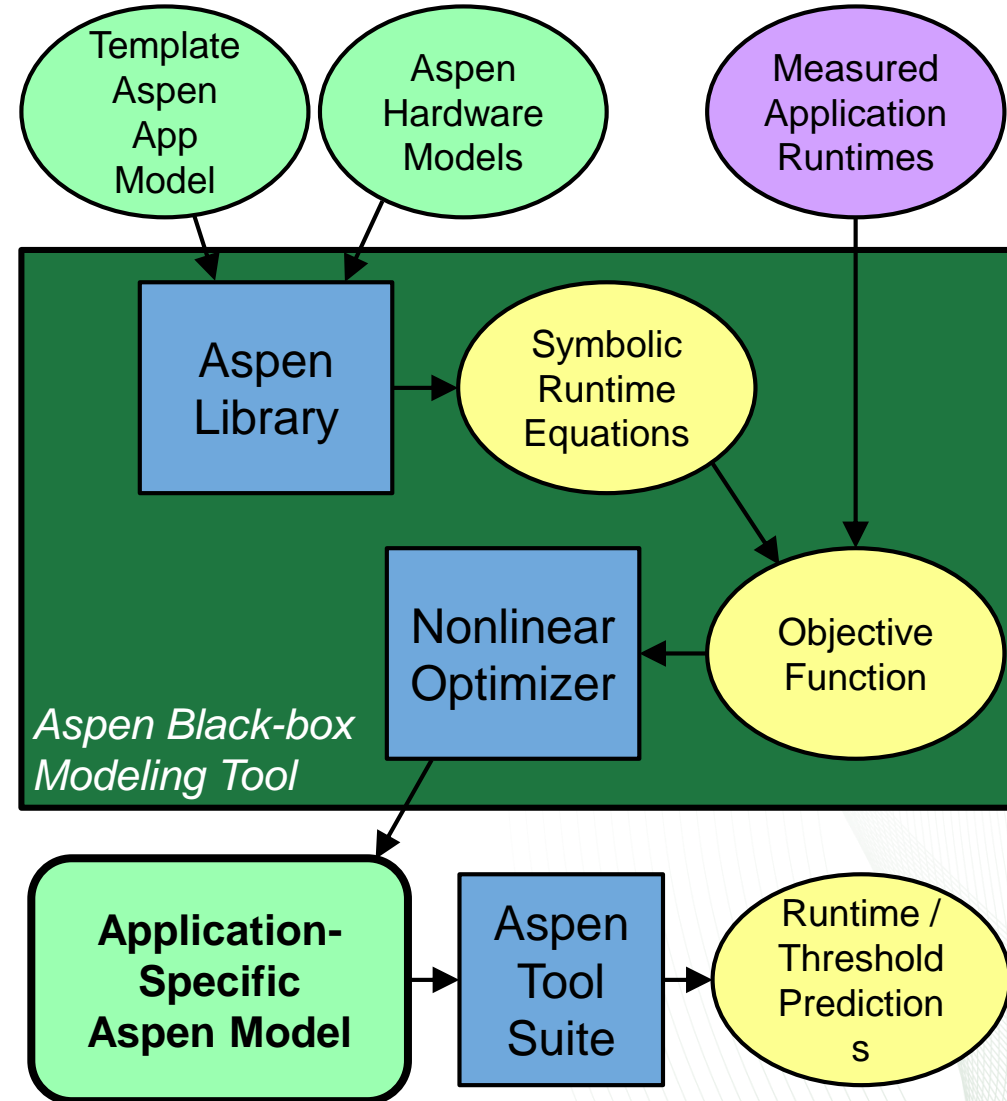 Template
Aspen
App
Model
Aspen
Hardware
Models
Measured
Application
Runtimes
Aspen
Library
Symbolic
Runtime
Equations
Nonlinear
Optimizer
Objective
Function
Aspen Black-box
Modeling Tool
Application-
Specific
Aspen Model
Aspen
Tool
Suite
Runtime /
Threshold
Prediction
s